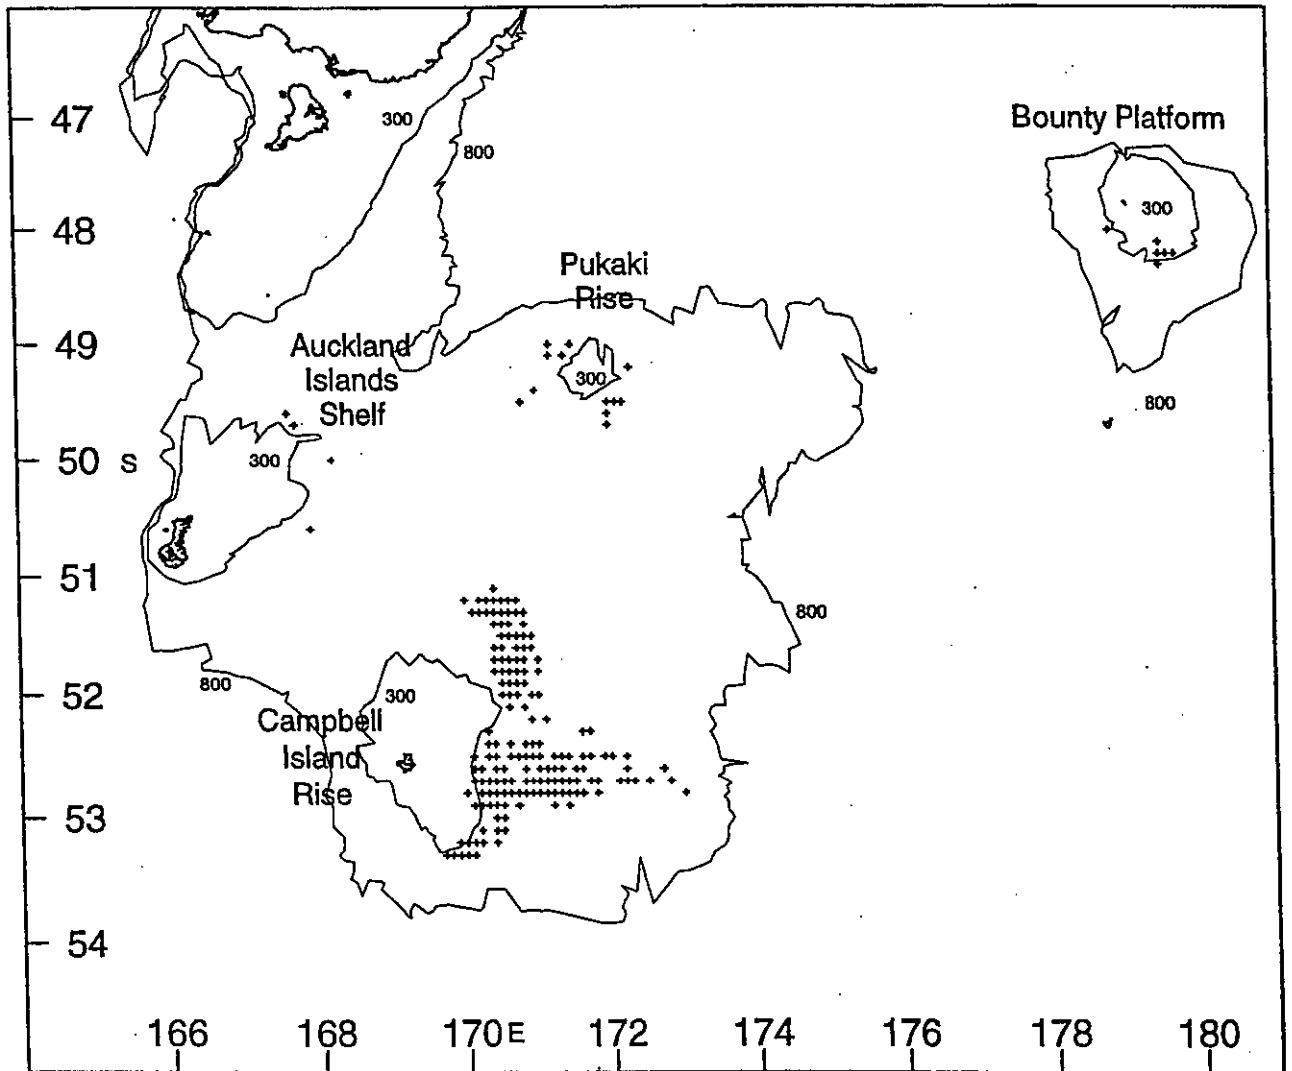 47
300
800
Bounty Platform
300
48
Pukaki
Rise
49
Auckland
Islands
Shelf
300
800
50 S
300
51
800
52
800
300
Campbell
Island
Rise
53
54
166 168 170E 172 174 176 178 180